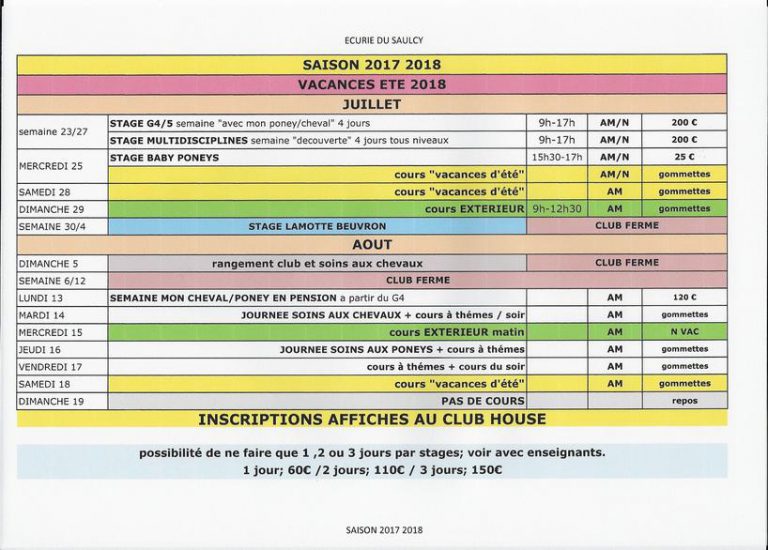 ECURIE DU SAULCY
SAISON 2017 2018
VACANCES ETE 2018
JUILLET
semaine 23/27 STAGE G4/5 semaine "avec mon poney/cheval" 4 jours 9h-17h AM/N 200 €
STAGE MULTIDISCIPLINES semaine "decouverte" 4 jours tous niveaux 9h-17h AM/N 200 €
MERCREDI 25 STAGE BABY PONEYS 15h30-17h AM/N 25 €
cours "vacances d'été" AM/N gommettes
SAMEDI 28 cours "vacances d'été" AM gommettes
DIMANCHE 29 cours EXTERIEUR 9h-12h30 AM gommettes
SEMAINE 30/4 STAGE LAMOTTE BEUVRON CLUB FERME
AOUT
DIMANCHE 5 rangement club et soins aux chevaux CLUB FERME
SEMAINE 6/12 CLUB FERME
LUNDI 13 SEMAINE MON CHEVAL/PONEY EN PENSION a partir du G4 AM 120 €
MARDI 14 JOURNEE SOINS AUX CHEVAUX + cours à thémes / soir AM gommettes
MERCREDI 15 cours EXTERIEUR matin AM N VAC
JEUDI 16 JOURNEE SOINS AUX PONEYS + cours à thémes AM gommettes
VENDREDI 17 cours à thémes + cours du soir AM gommettes
SAMEDI 18 cours "vacances d'été" AM gommettes
DIMANCHE 19 PAS DE COURS repos
INSCRIPTIONS AFFICHES AU CLUB HOUSE
possibilité de ne faire que 1 ,2 ou 3 jours par stages; voir avec enseignants.
1 jour; 60€ /2 jours; 110€ / 3 jours; 150€
SAISON 2017 2018